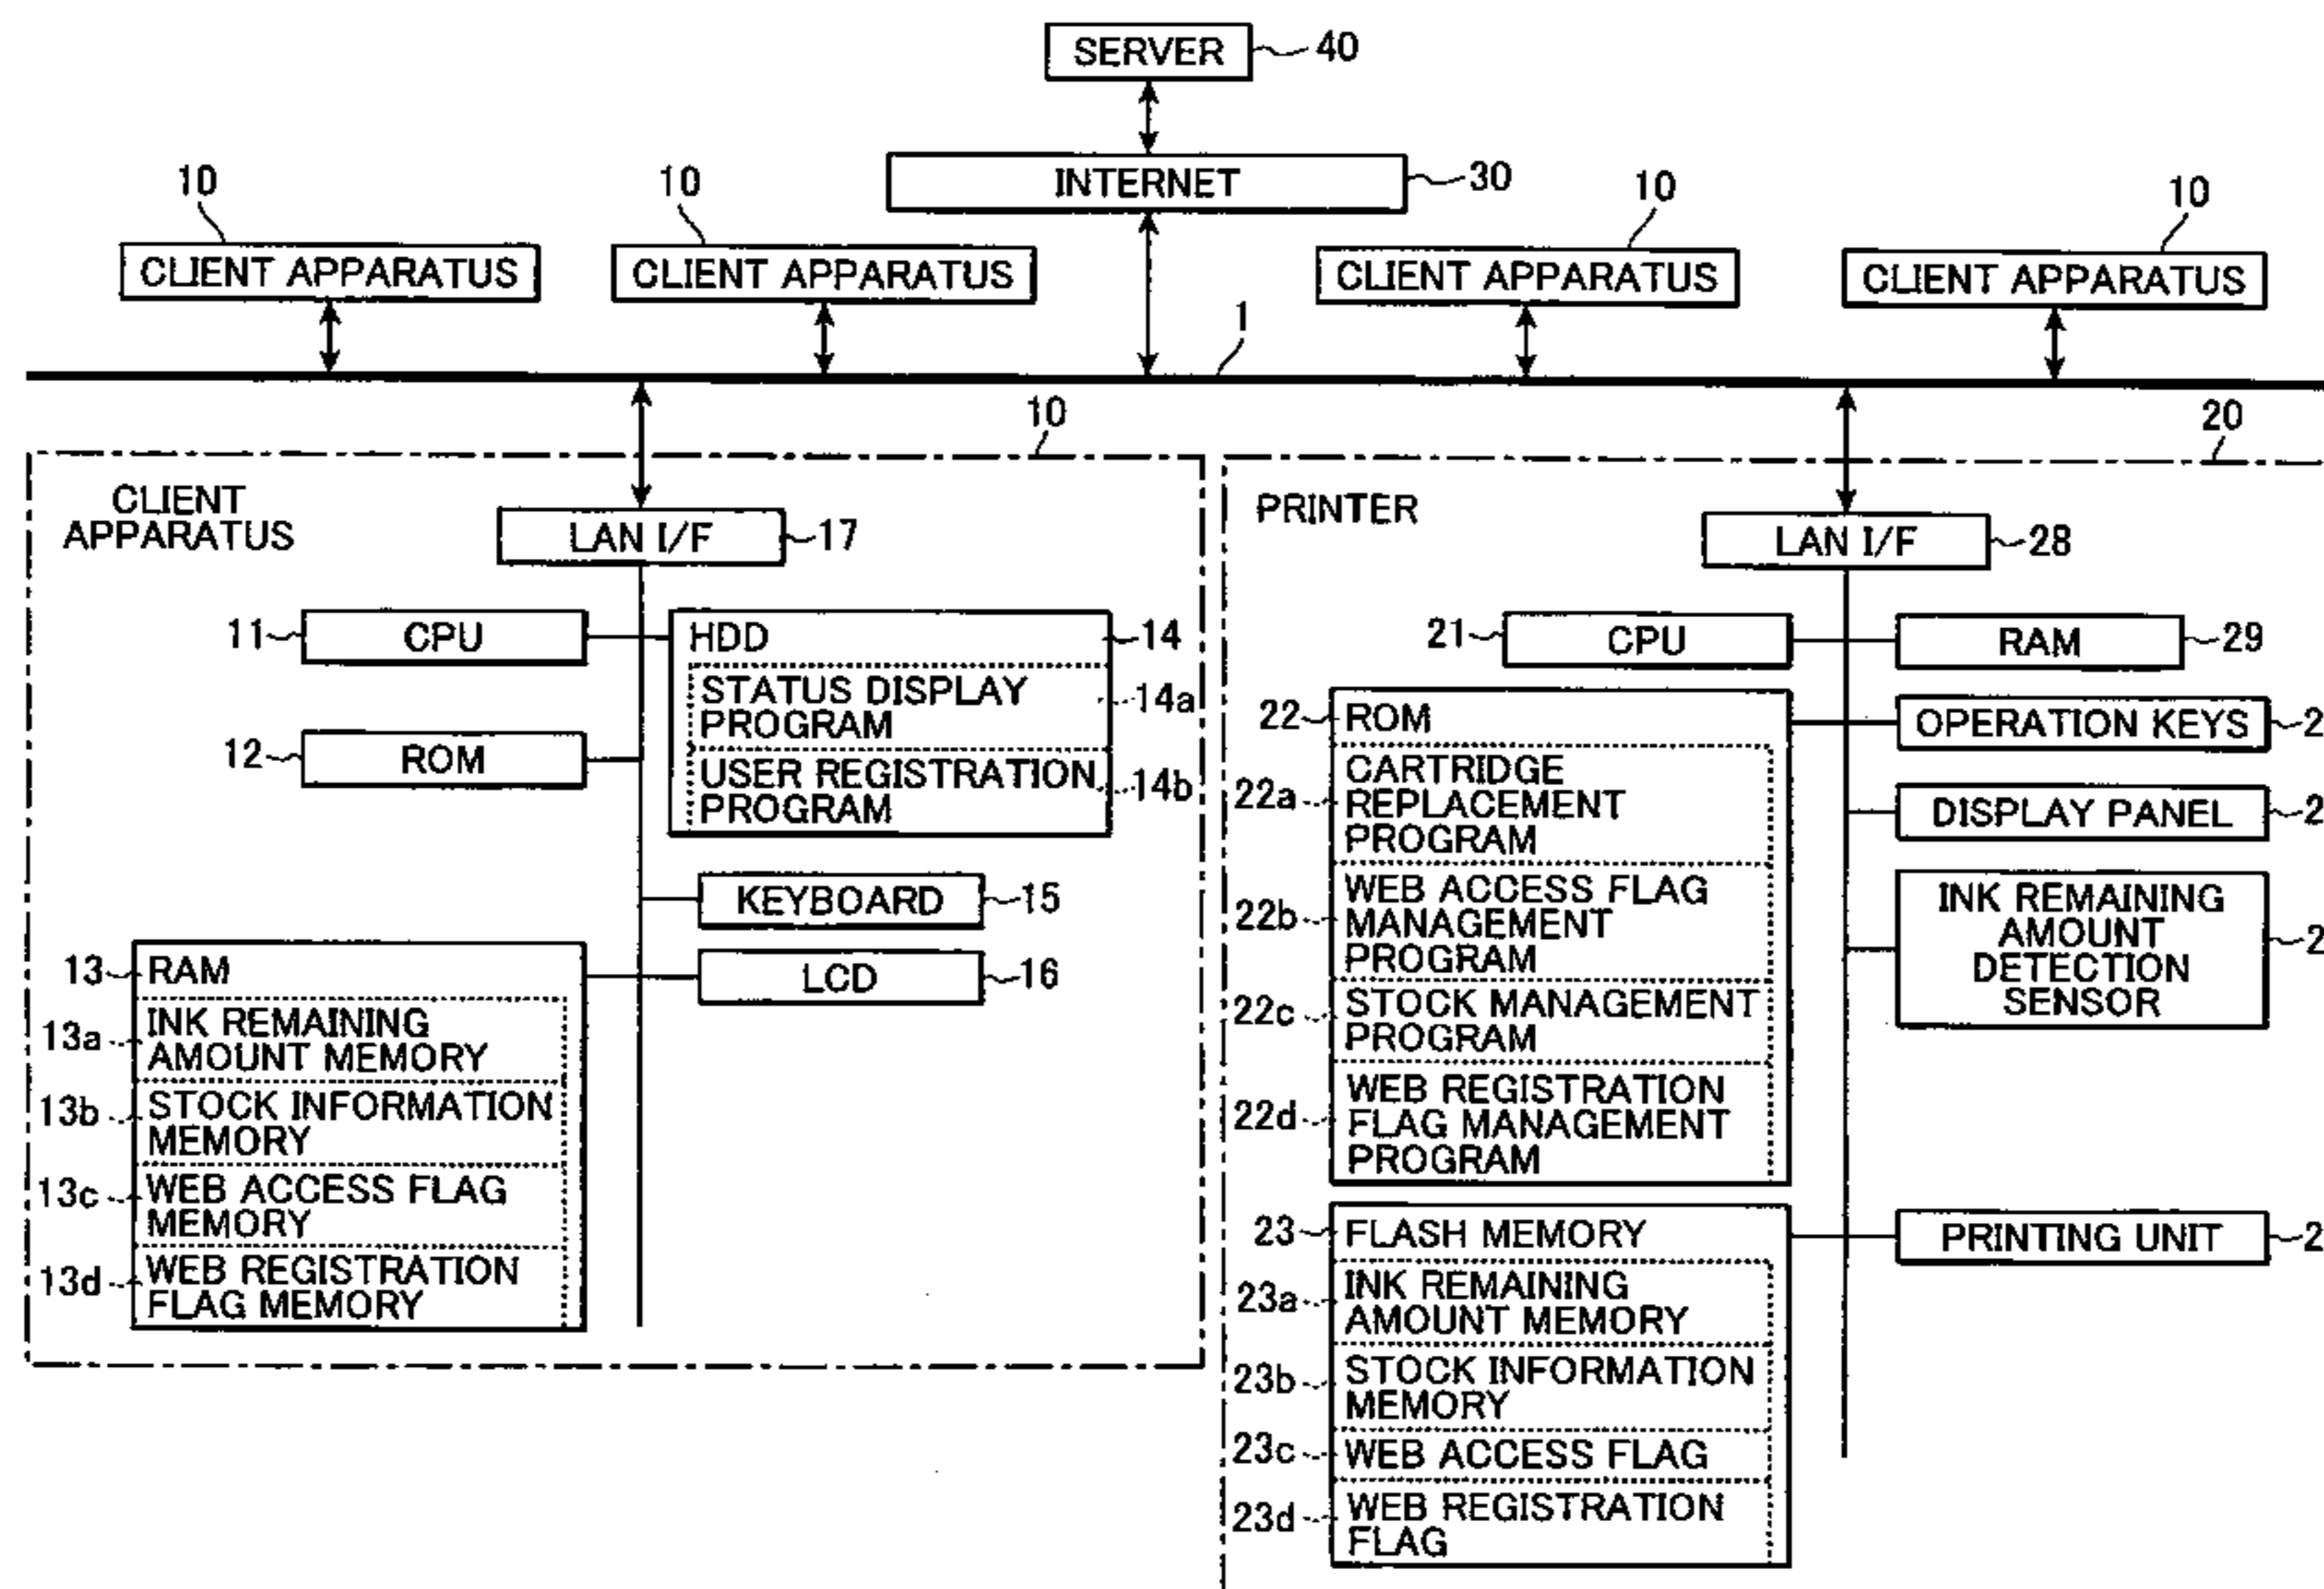 SERVER 40
INTERNET 30
10 10 10 10
CLIENT APPARATUS CLIENT APPARATUS CLIENT APPARATUS CLIENT APPARATUS
1
10
CLIENT
APPARATUS
LAN I/F 17
11 CPU
HDD 14
STATUS DISPLAY
PROGRAM
14a
USER REGISTRATION
PROGRAM
14b
12 ROM
KEYBOARD 15
LCD 16
13 RAM
13a INK REMAINING
AMOUNT MEMORY
13b STOCK INFORMATION
MEMORY
13c WEB ACCESS FLAG
MEMORY
13d WEB REGISTRATION
FLAG MEMORY
20
PRINTER
LAN I/F 28
21 CPU
RAM 29
22 ROM
22a CARTRIDGE
REPLACEMENT
PROGRAM
22b WEB ACCESS FLAG
MANAGEMENT
PROGRAM
22c STOCK MANAGEMENT
PROGRAM
22d WEB REGISTRATION
FLAG MANAGEMENT
PROGRAM
OPERATION KEYS 2
DISPLAY PANEL 2
INK REMAINING
AMOUNT
DETECTION
SENSOR
2
23 FLASH MEMORY
23a INK REMAINING
AMOUNT MEMORY
23b STOCK INFORMATION
MEMORY
23c WEB ACCESS FLAG
23d WEB REGISTRATION
FLAG
PRINTING UNIT 2